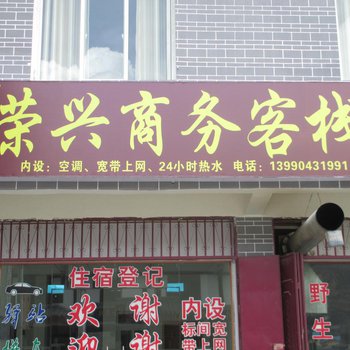 荣兴商务客栈
内设：空调、宽带上网、24小时热水 电话：13990431991
住宿登记
欢迎
谢谢
内设
标间宽
带上网
驿站
野生